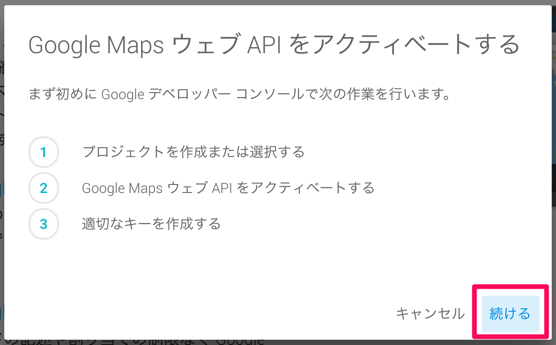 Google Maps ウェブ API をアクティベートする
まず初めに Google デベロッパー コンソールで次の作業を行います。
1 プロジェクトを作成または選択する
2 Google Maps ウェブ API をアクティベートする
3 適切なキーを作成する
キャンセル 続ける